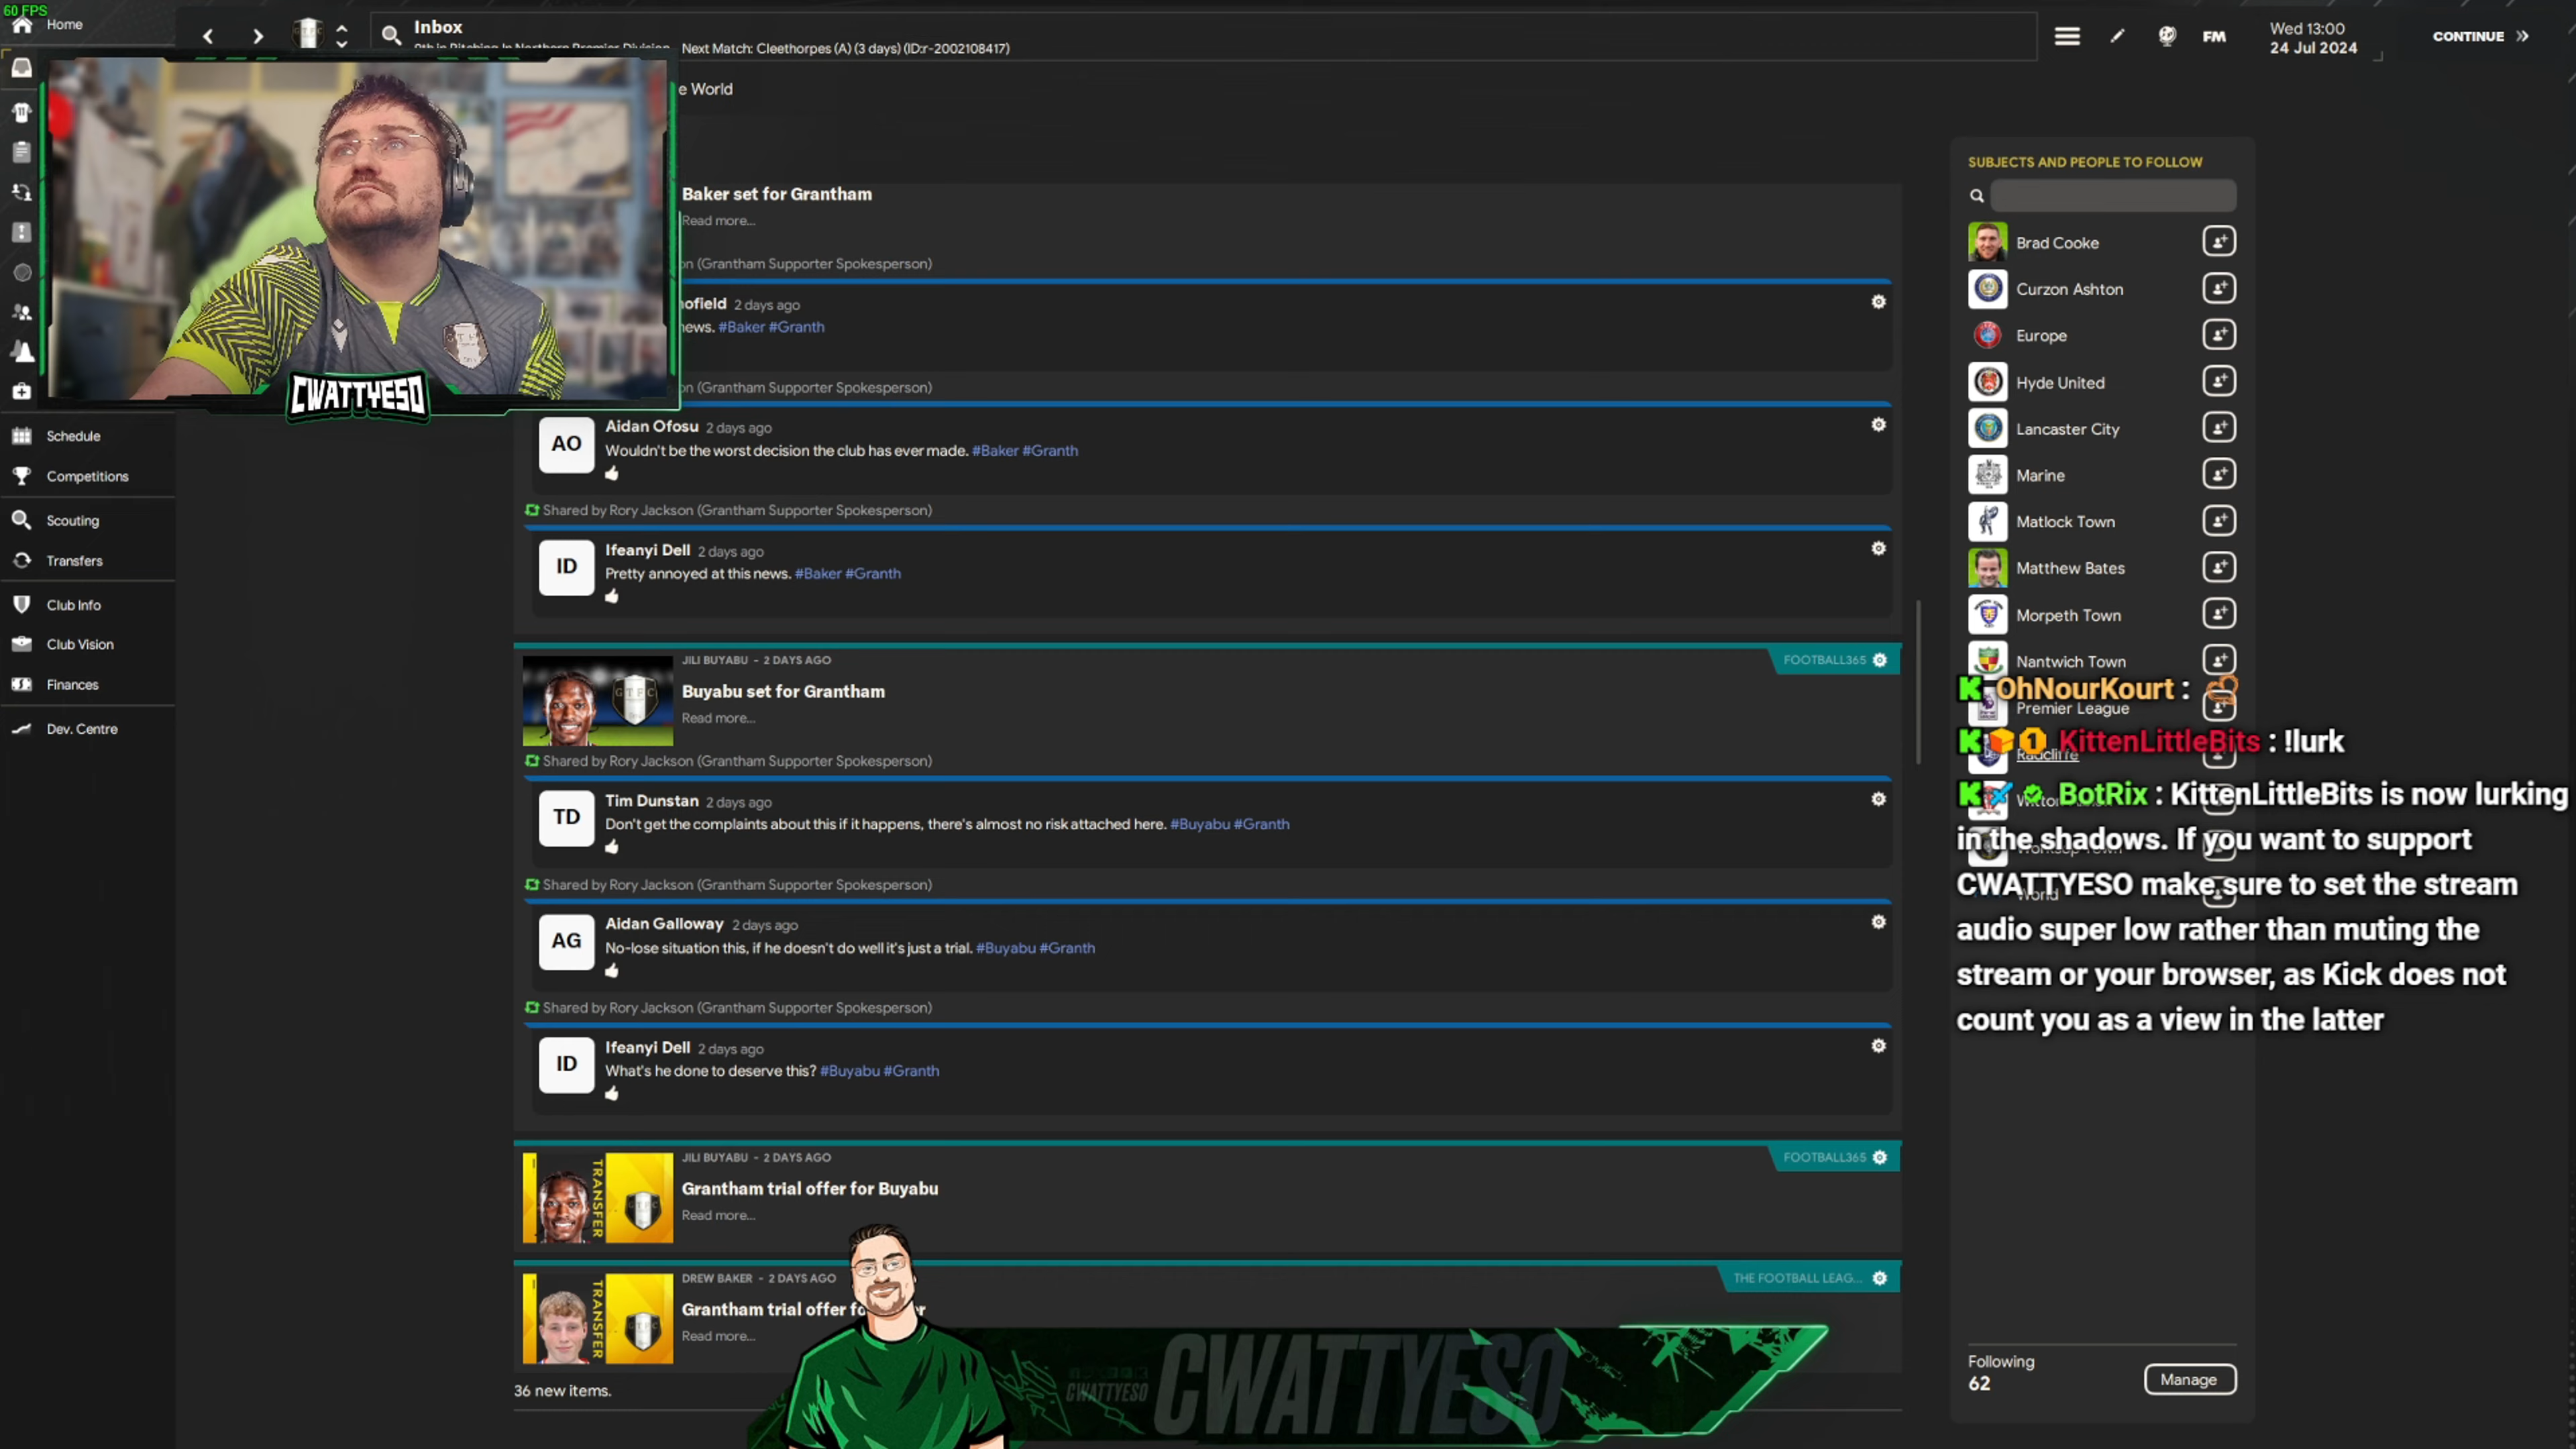 60 FPS
Home
Inbox
Next Match: Cleethorpes (A) (3 days) (ID:r-2002108417)
FM
Wed 13:00
24 Jul 2024
CONTINUE
e World
CWATTYESO
Schedule
Competitions
Scouting
Transfers
Club Info
Club Vision
Finances
Dev. Centre
Baker set for Grantham
Read more...
on (Grantham Supporter Spokesperson)
nofield 2 days ago
news. #Baker #Granth
on (Grantham Supporter Spokesperson)
AO
Aidan Ofosu 2 days ago
Wouldn't be the worst decision the club has ever made. #Baker #Granth
Shared by Rory Jackson (Grantham Supporter Spokesperson)
ID
Ifeanyi Dell 2 days ago
Pretty annoyed at this news. #Baker #Granth
JILI BUYABU - 2 DAYS AGO
FOOTBALL365
GTFC
Buyabu set for Grantham
Read more...
Shared by Rory Jackson (Grantham Supporter Spokesperson)
TD
Tim Dunstan 2 days ago
Don't get the complaints about this if it happens, there's almost no risk attached here. #Buyabu #Granth
Shared by Rory Jackson (Grantham Supporter Spokesperson)
AG
Aidan Galloway 2 days ago
No-lose situation this, if he doesn't do well it's just a trial. #Buyabu #Granth
Shared by Rory Jackson (Grantham Supporter Spokesperson)
ID
Ifeanyi Dell 2 days ago
What's he done to deserve this? #Buyabu #Granth
JILI BUYABU - 2 DAYS AGO
FOOTBALL365
TRANSFER
Grantham trial offer for Buyabu
Read more...
DREW BAKER - 2 DAYS AGO
THE FOOTBALL LEAG...
TRANSFER
Grantham trial offer fo
Read more...
36 new items.
CWATTYESO
CWATTYESO
SUBJECTS AND PEOPLE TO FOLLOW
Brad Cooke
Curzon Ashton
Europe
Hyde United
Lancaster City
Marine
Matlock Town
Matthew Bates
Morpeth Town
Nantwich Town
Premier League
Radcliffe
World
OhNourKourt :
KittenLittleBits : !lurk
BotRix : KittenLittleBits is now lurking
in the shadows. If you want to support
CWATTYESO make sure to set the stream
audio super low rather than muting the
stream or your browser, as Kick does not
count you as a view in the latter
Following
62
Manage